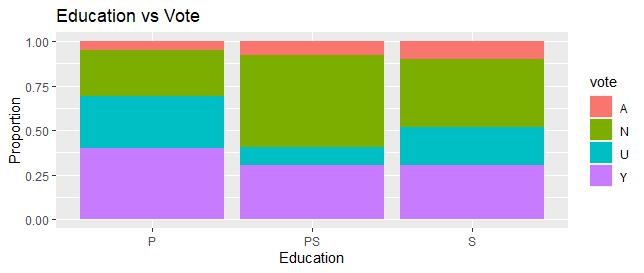 Education vs Vote
Proportion
1.00
0.75
0.50
0.25
0.00
P PS S
Education
vote
A
N
U
Y